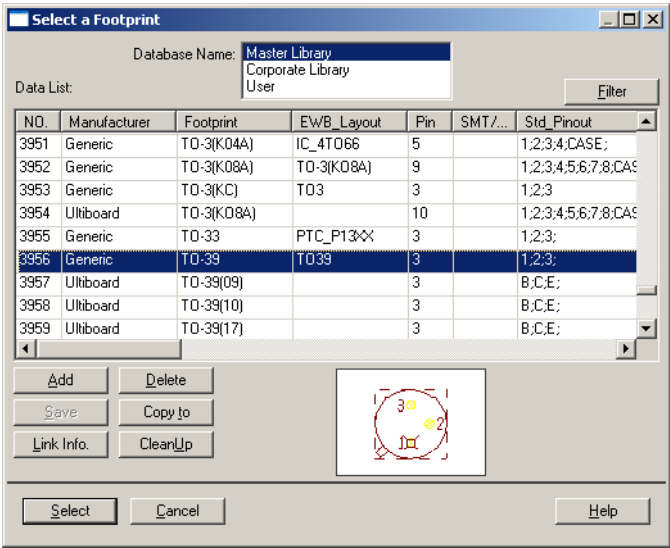 Select a Footprint
Database Name: Master Library
Corporate Library
User
Data List:
Filter
NO. Manufacturer Footprint EWB_Layout Pin SMT/... Std_Pinout
3951 Generic TO-3(K04A) IC_4TO66 5 1;2;3;4;CASE;
3952 Generic TO-3(K08A) TO-3(KO8A) 9 1;2;3;4;5;6;7;8;CAS
3953 Generic TO-3(KC) TO3 3 1;2;3
3954 Ultiboard TO-3(KO8A) 10 1;2;3;4;5;6;7;8;CAS
3955 Generic TO-33 PTC_P13XX 3 1;2;3;
3956 Generic TO-39 TO39 3 1;2;3;
3957 Ultiboard TO-39(09) 3 B;C;E;
3958 Ultiboard TO-39(10) 3 B;C;E;
3959 Ultiboard TO-39(17) 3 B;C;E;
Add Delete
Save Copy to
Link Info. CleanUp
3
2
1
Select Cancel Help